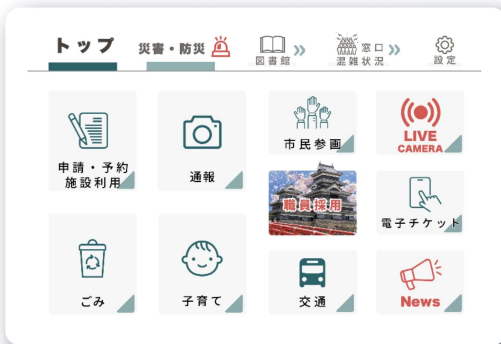 トップ
災害・防災
図書館
窓口
混雑状況
設定
申請・予約
施設利用
通報
市民参画
LIVE
CAMERA
職員採用
電子チケット
ごみ
子育て
交通
News